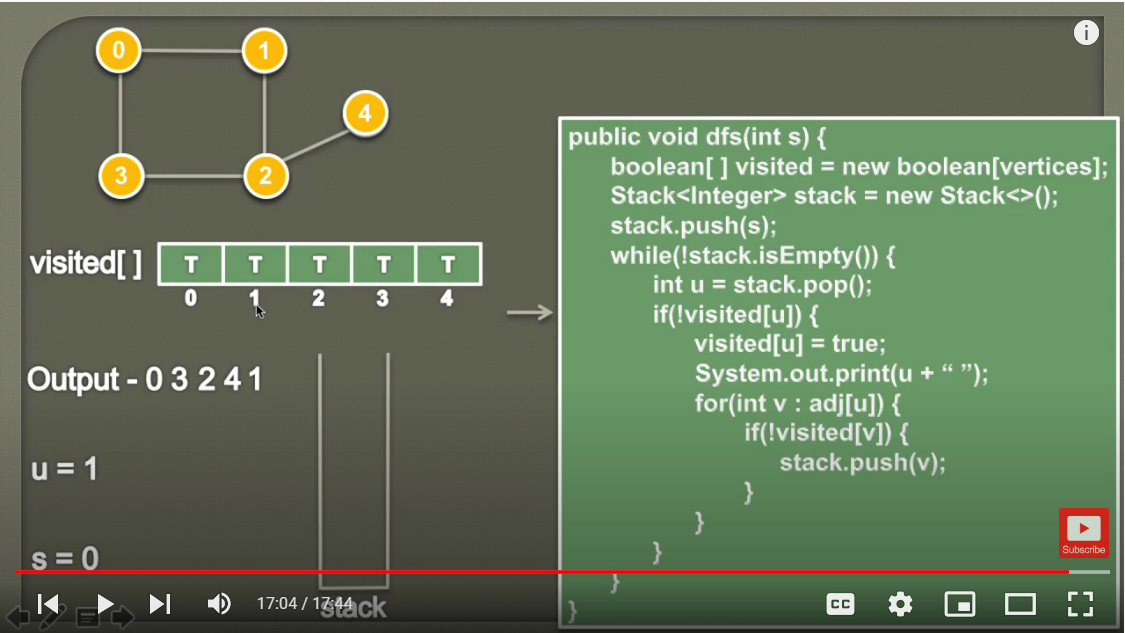 0
1
4
3
2
visited[ ]
T T T T T
0 1 2 3 4
Output - 0 3 2 4 1
u = 1
s = 0
stack
public void dfs(int s) {
boolean[ ] visited = new boolean[vertices];
Stack<Integer> stack = new Stack<>();
stack.push(s);
while(!stack.isEmpty()) {
int u = stack.pop();
if(!visited[u]) {
visited[u] = true;
System.out.print(u + “ ”);
for(int v : adj[u]) {
if(!visited[v]) {
stack.push(v);
}
}
}
}
}
i
Subscribe
17:04 / 17:44
CC